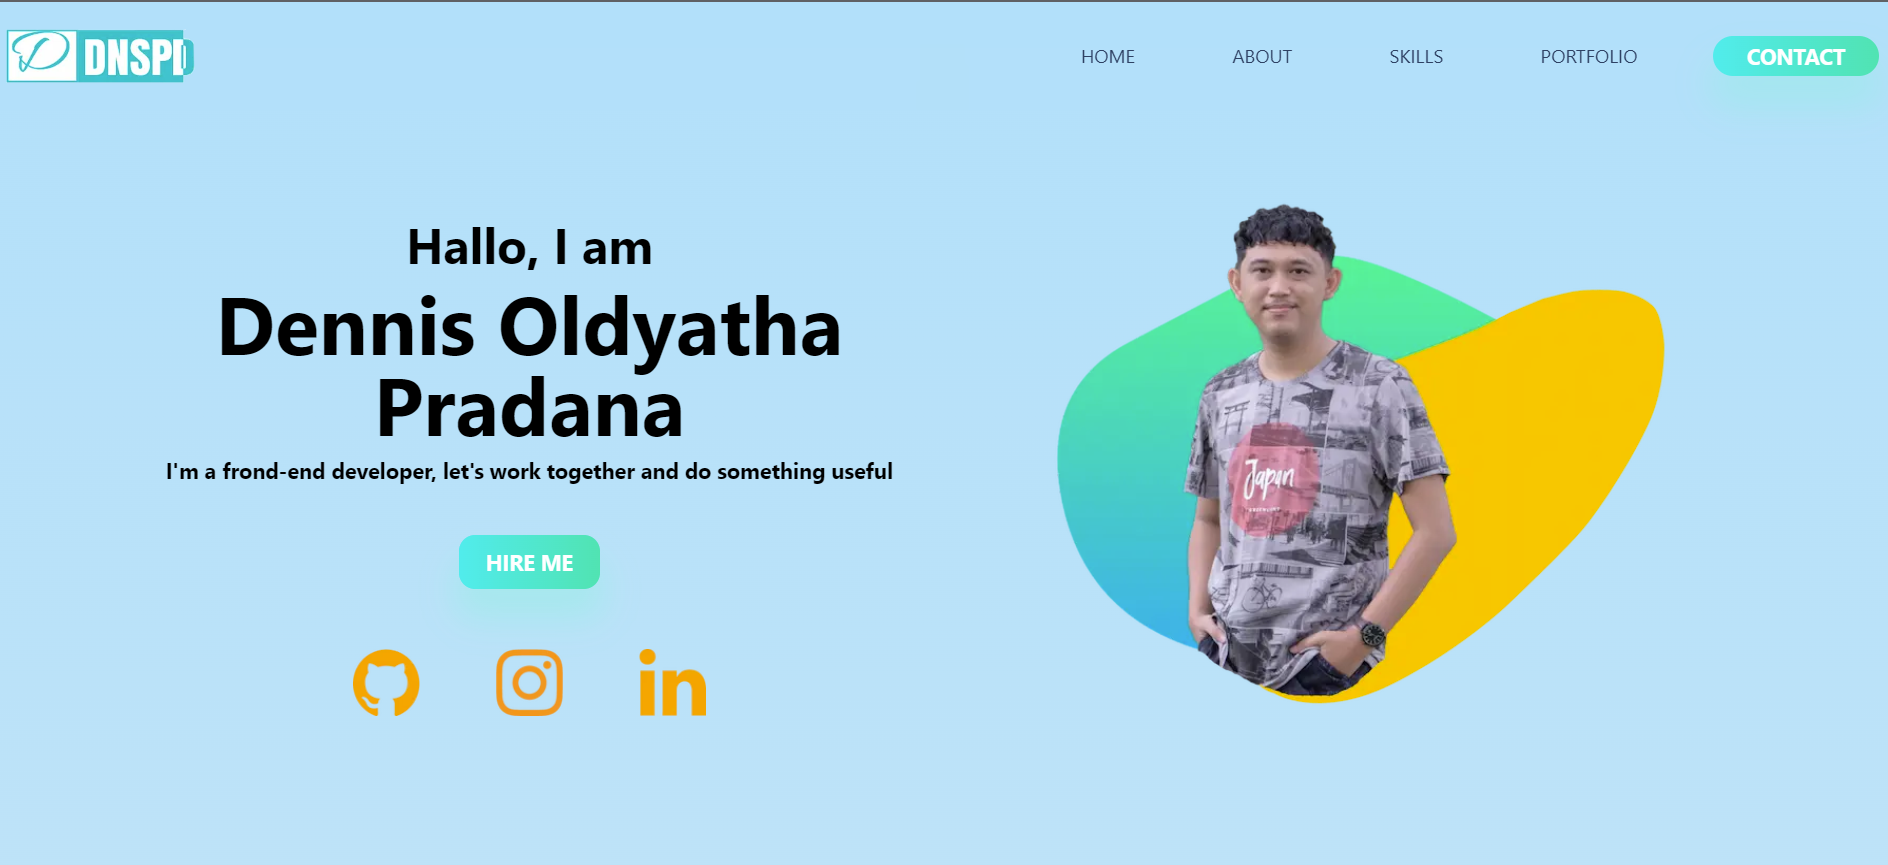 D DNSPD
HOME ABOUT SKILLS PORTFOLIO CONTACT
Hallo, I am
Dennis Oldyatha
Pradana
I'm a frond-end developer, let's work together and do something useful
HIRE ME
in
Japan